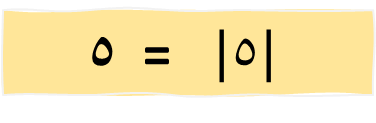 ٥ = |٥|